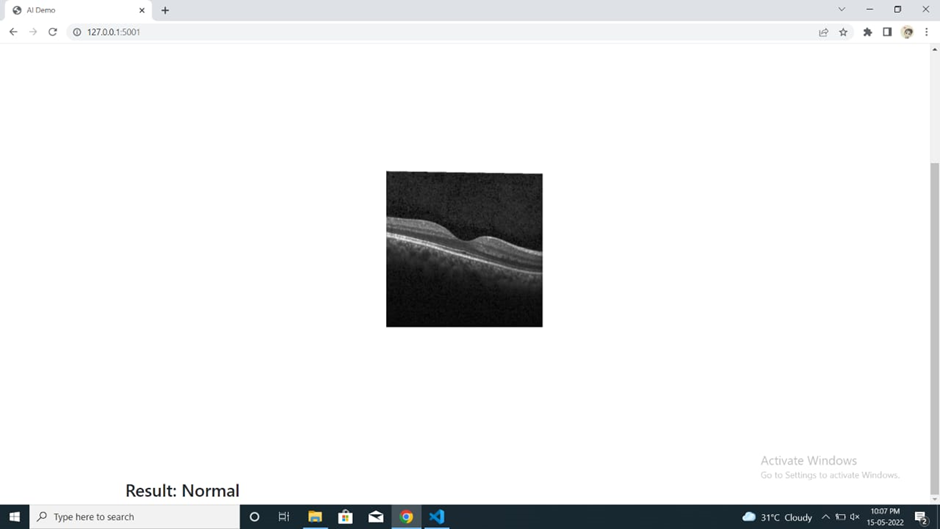 AI Demo
127.0.0.1:5001
Activate Windows
Go to Settings to activate Windows.
Result: Normal
Type here to search
31°C Cloudy
10:07 PM
15-05-2022
2